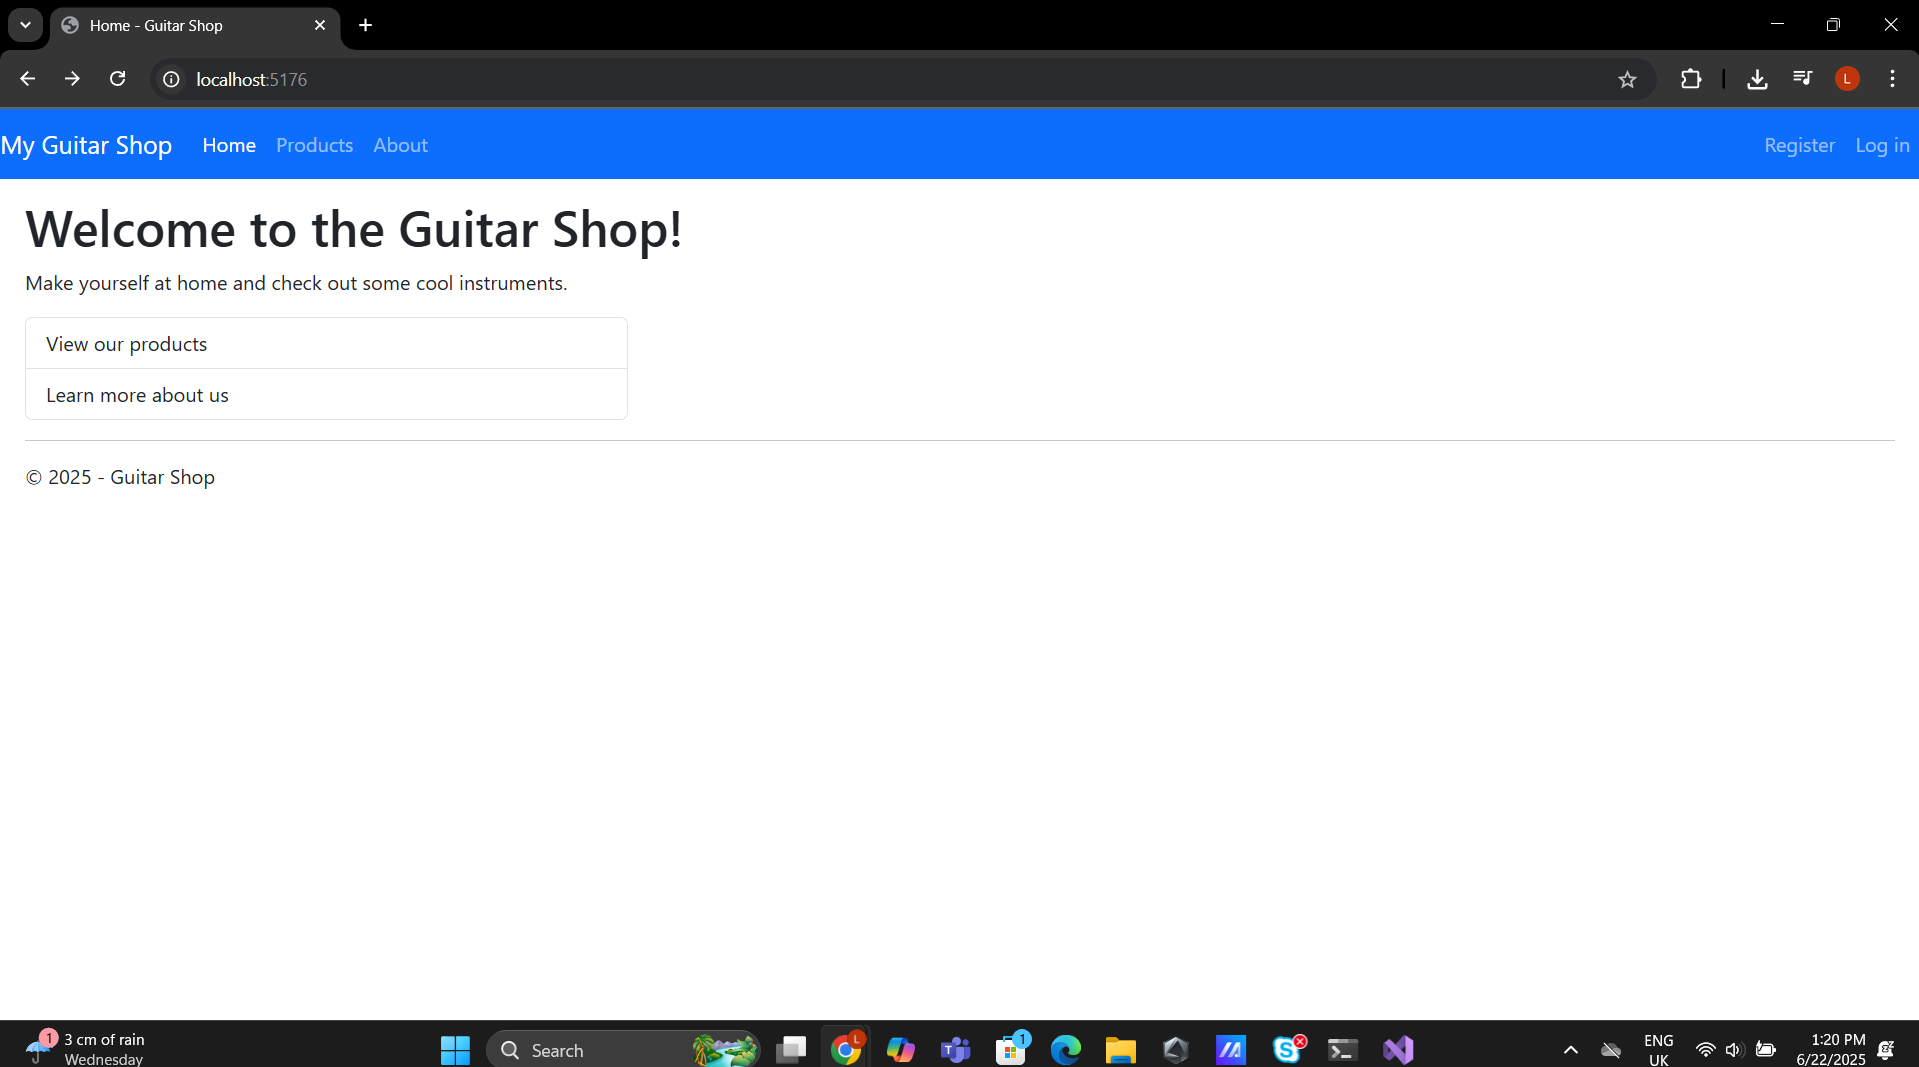 Home - Guitar Shop
localhost:5176
L
My Guitar Shop Home Products About Register Log in
Welcome to the Guitar Shop!
Make yourself at home and check out some cool instruments.
View our products
Learn more about us
© 2025 - Guitar Shop
1
3 cm of rain
Wednesday
Search
L
T
1
S
ENG
UK
1:20 PM
6/22/2025